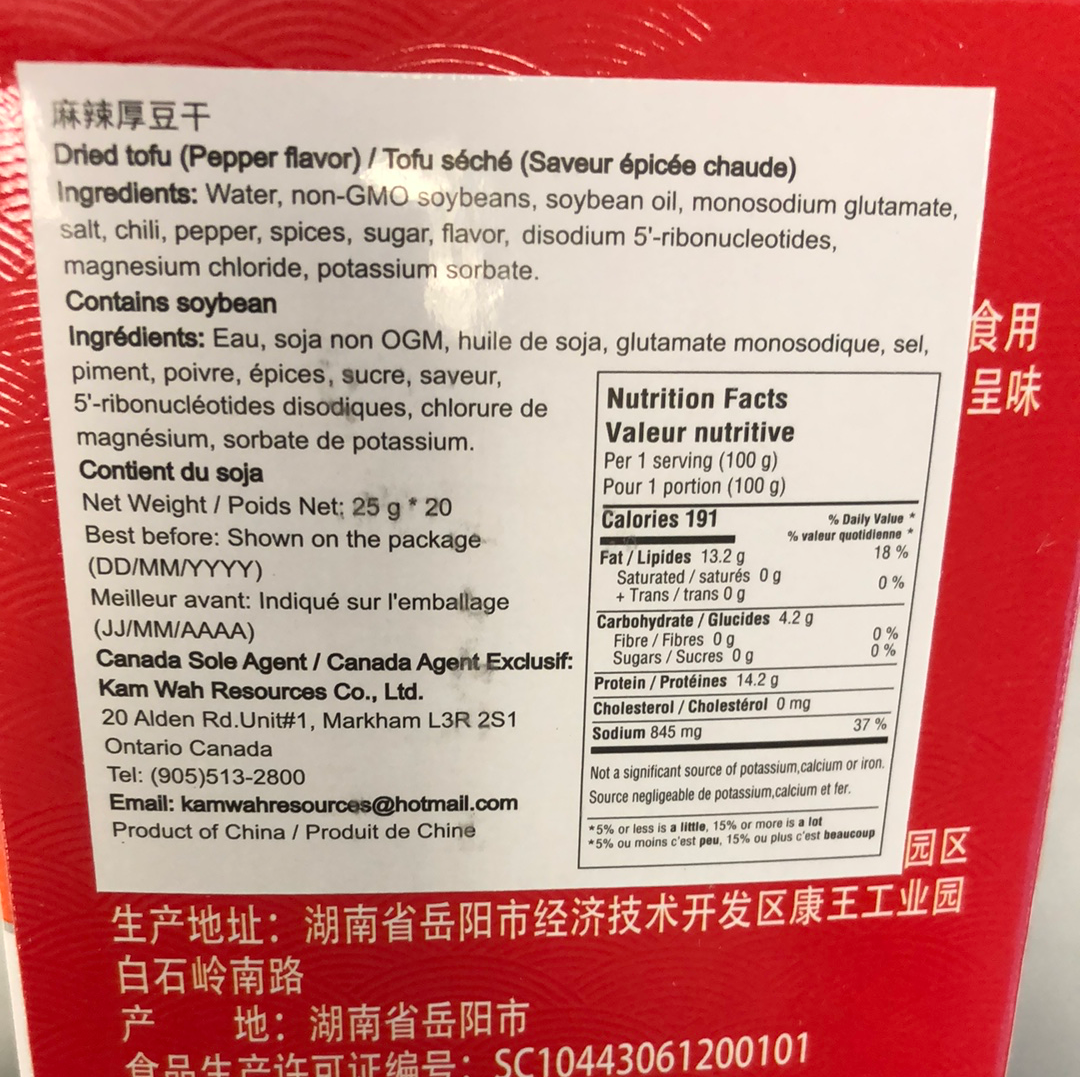 麻辣厚豆干
Dried tofu (Pepper flavor) / Tofu séché (Saveur épicée chaude)
Ingredients: Water, non-GMO soybeans, soybean oil, monosodium glutamate,
salt, chili, pepper, spices, sugar, flavor, disodium 5'-ribonucleotides,
magnesium chloride, potassium sorbate.
Contains soybean
Ingrédients: Eau, soja non OGM, huile de soja, glutamate monosodique, sel,
piment, poivre, épices, sucre, saveur,
5'-ribonucléotides disodiques, chlorure de
magnésium, sorbate de potassium.
Contient du soja
Net Weight / Poids Net: 25 g * 20
Best before: Shown on the package
(DD/MM/YYYY)
Meilleur avant: Indiqué sur l'emballage
(JJ/MM/AAAA)
Canada Sole Agent / Canada Agent Exclusif:
Kam Wah Resources Co., Ltd.
20 Alden Rd.Unit#1, Markham L3R 2S1
Ontario Canada
Tel: (905)513-2800
Email: kamwahresources@hotmail.com
Product of China / Produit de Chine
Nutrition Facts
Valeur nutritive
Per 1 serving (100 g)
Pour 1 portion (100 g)
Calories 191
% Daily Value *
% valeur quotidienne *
Fat / Lipides 13.2 g 18 %
Saturated / saturés 0 g
+ Trans / trans 0 g 0 %
Carbohydrate / Glucides 4.2 g
Fibre / Fibres 0 g 0 %
Sugars / Sucres 0 g 0 %
Protein / Protéines 14.2 g
Cholesterol / Cholestérol 0 mg
Sodium 845 mg 37 %
Not a significant source of potassium,calcium or iron.
Source negligeable de potassium,calcium et fer.
*5% or less is a little, 15% or more is a lot
*5% ou moins c'est peu, 15% ou plus c'est beaucoup
食用
呈味
园区
生产地址：湖南省岳阳市经济技术开发区康王工业园
白石岭南路
产 地：湖南省岳阳市
食品生产许可证编号：SC10443061200101